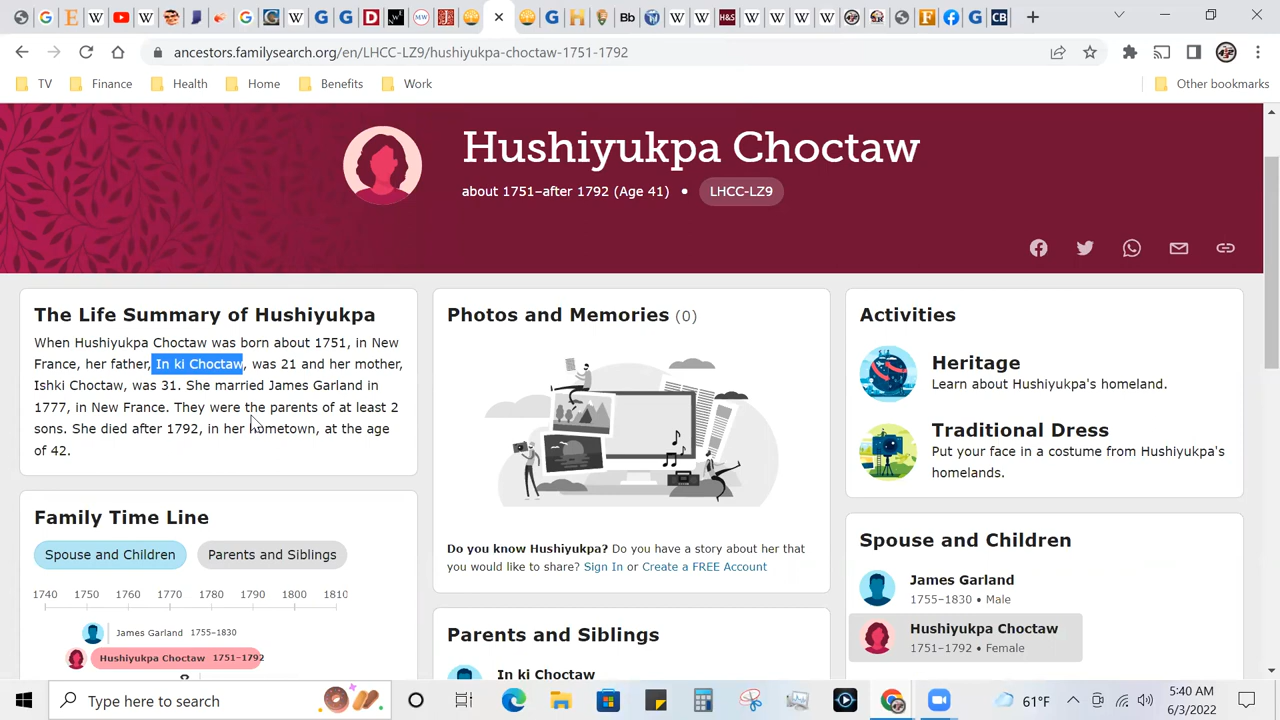 ancestors.familysearch.org/en/LHCC-LZ9/hushiyukpa-choctaw-1751-1792
TV
Finance
Health
Home
Benefits
Work
Other bookmarks
Hushiyukpa Choctaw
about 1751–after 1792 (Age 41) • LHCC-LZ9
The Life Summary of Hushiyukpa
When Hushiyukpa Choctaw was born about 1751, in New
France, her father, In ki Choctaw, was 21 and her mother,
Ishki Choctaw, was 31. She married James Garland in
1777, in New France. They were the parents of at least 2
sons. She died after 1792, in her hometown, at the age
of 42.
Family Time Line
Spouse and Children
Parents and Siblings
1740 1750 1760 1770 1780 1790 1800 1810
James Garland 1755–1830
Hushiyukpa Choctaw 1751–1792
Photos and Memories (0)
Do you know Hushiyukpa? Do you have a story about her that
you would like to share? Sign In or Create a FREE Account
Parents and Siblings
In ki Choctaw
Activities
Heritage
Learn about Hushiyukpa's homeland.
Traditional Dress
Put your face in a costume from Hushiyukpa's
homelands.
Spouse and Children
James Garland
1755–1830 • Male
Hushiyukpa Choctaw
1751–1792 • Female
Type here to search
61°F
5:40 AM
6/3/2022